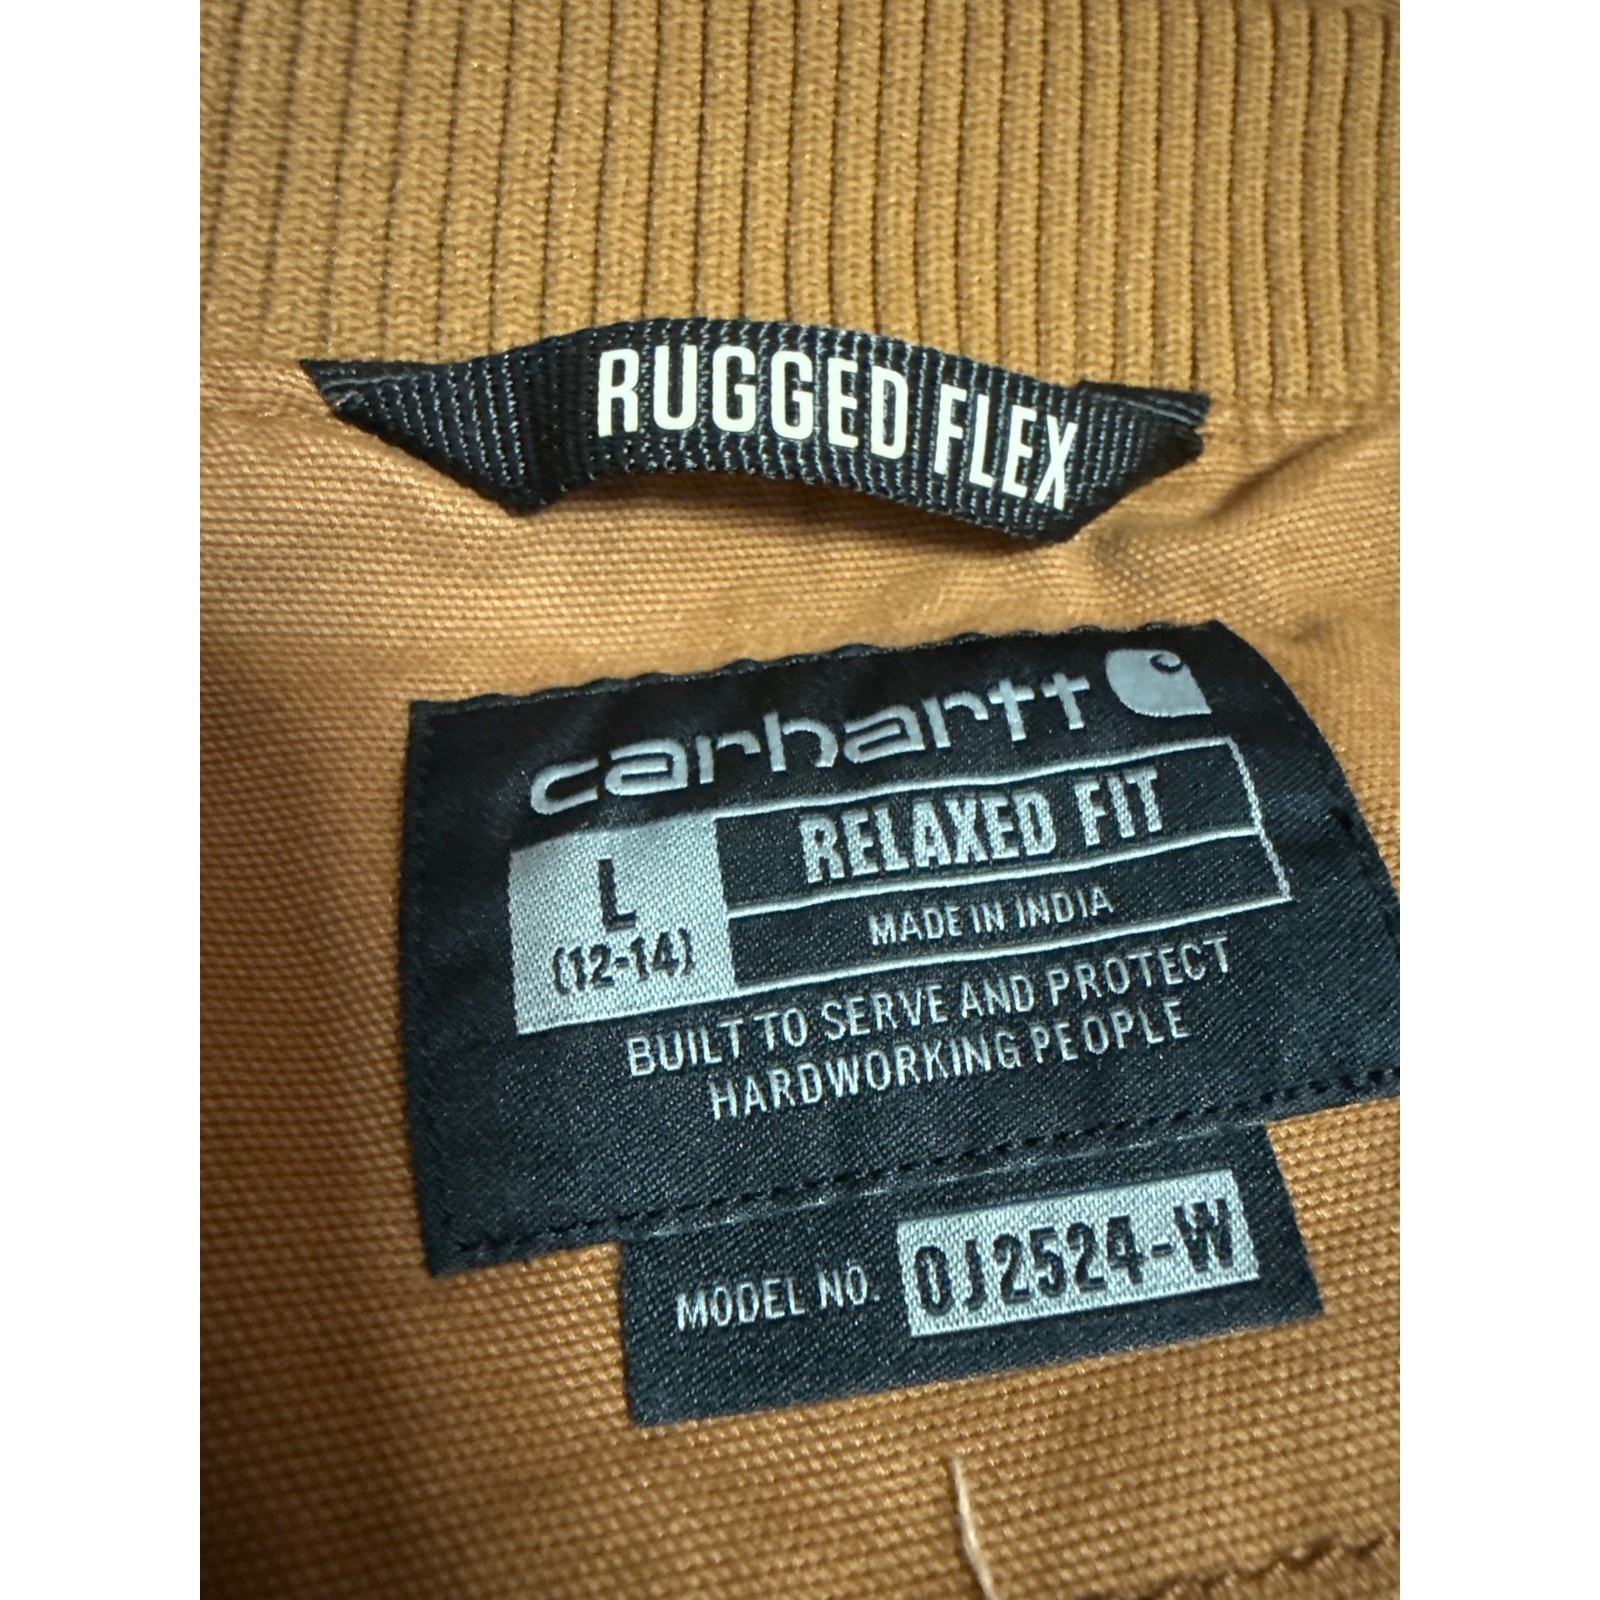 RUGGED FLEX
carhartt
L
(12-14)
RELAXED FIT
MADE IN INDIA
BUILT TO SERVE AND PROTECT
HARDWORKING PEOPLE
MODEL NO. OJ2524-W